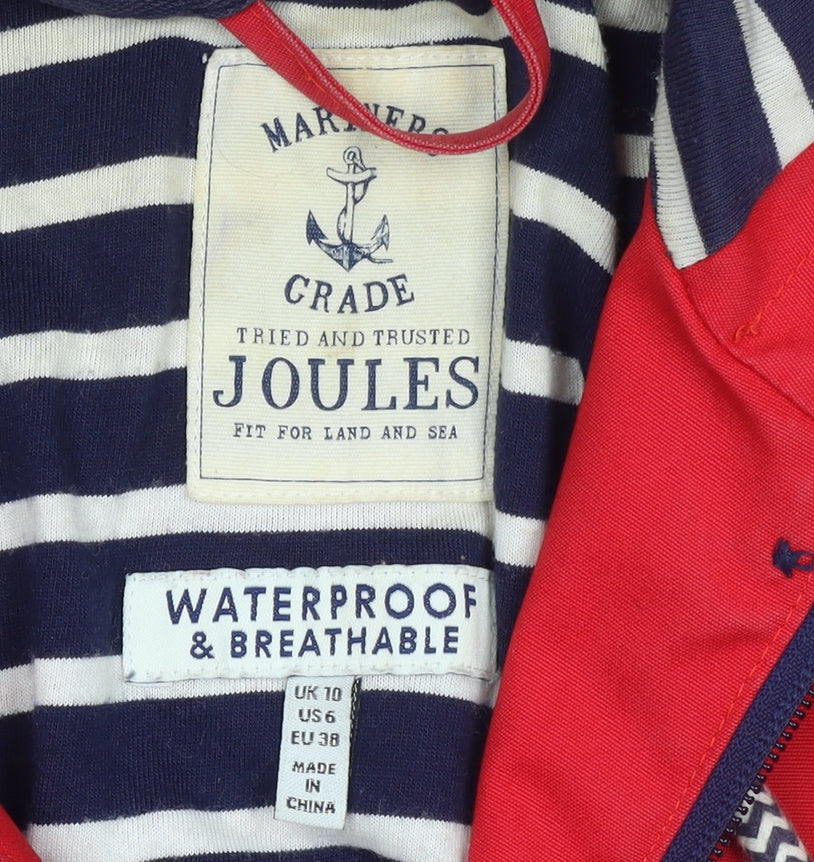 MARINERS
GRADE
TRIED AND TRUSTED
JOULES
FIT FOR LAND AND SEA
WATERPROOF
& BREATHABLE
UK 10
US 6
EU 38
MADE
IN
CHINA